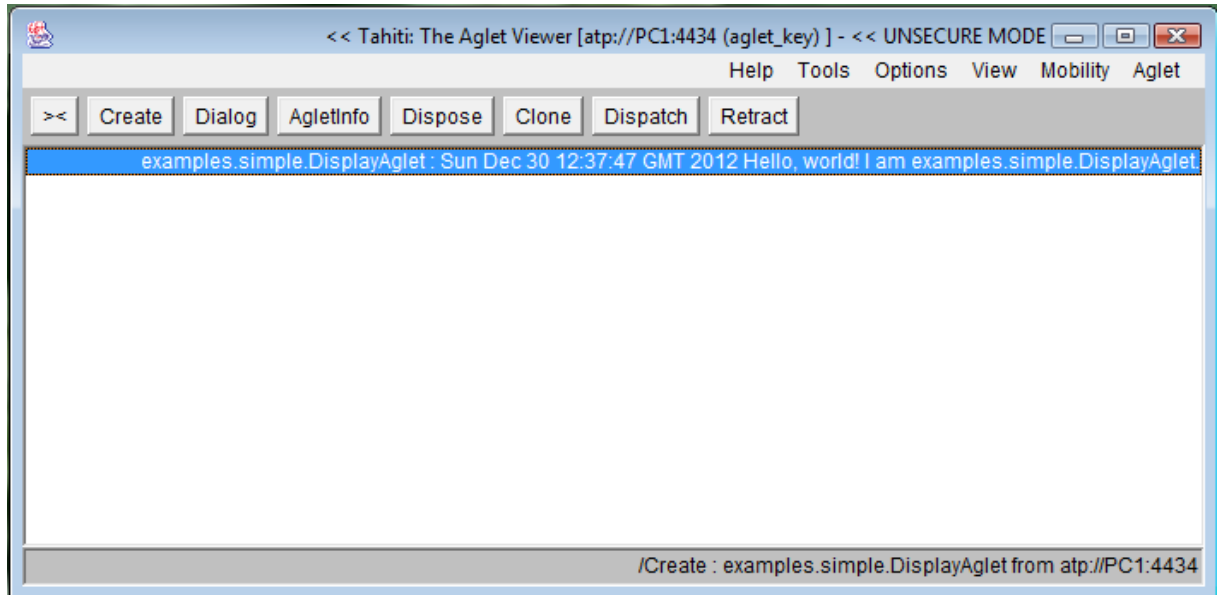 << Tahiti: The Aglet Viewer [atp://PC1:4434 (aglet_key) ] - << UNSECURE MODE
Help Tools Options View Mobility Aglet
>< Create Dialog AgletInfo Dispose Clone Dispatch Retract
examples.simple.DisplayAglet : Sun Dec 30 12:37:47 GMT 2012 Hello, world! I am examples.simple.DisplayAglet.
/Create : examples.simple.DisplayAglet from atp://PC1:4434